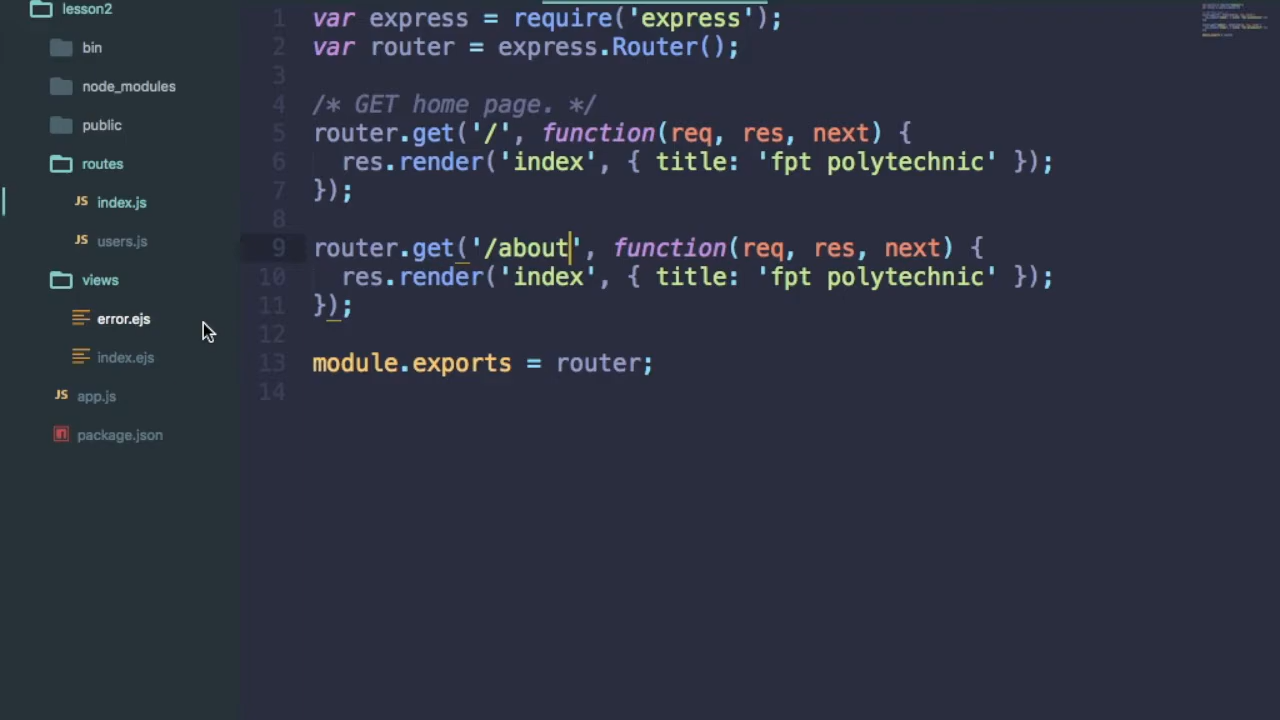 lesson2
bin
node_modules
public
routes
JS index.js
JS users.js
views
error.ejs
index.ejs
JS app.js
package.json
1 var express = require('express');
2 var router = express.Router();
3
4 /* GET home page. */
5 router.get('/', function(req, res, next) {
6   res.render('index', { title: 'fpt polytechnic' });
7 });
8
9 router.get('/about', function(req, res, next) {
10   res.render('index', { title: 'fpt polytechnic' });
11 });
12
13 module.exports = router;
14